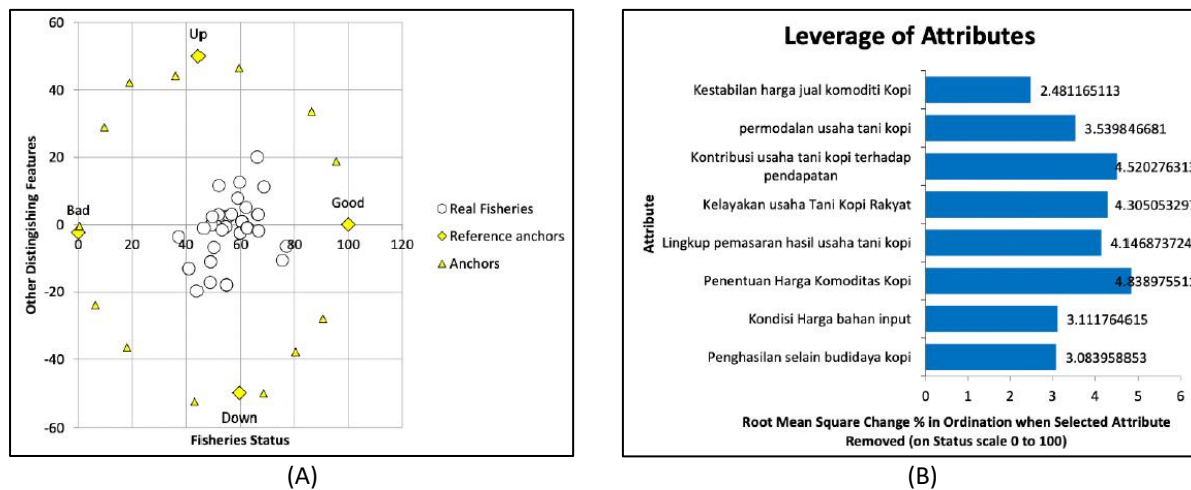 60
Up
40
20
Bad
Good
0
0 20 40 60 80 100 120
-20
-40
-60
Down
Other Distingishing Features
Fisheries Status
Real Fisheries
Reference anchors
Anchors
(A)
Leverage of Attributes
Attribute
Kestabilan harga jual komoditi Kopi
2.481165113
permodalan usaha tani kopi
3.539846681
Kontribusi usaha tani kopi terhadap
pendapatan
4.520276313
Kelayakan usaha Tani Kopi Rakyat
4.305053297
Lingkup pemasaran hasil usaha tani kopi
4.146873724
Penentuan Harga Komoditas Kopi
4.838975511
Kondisi Harga bahan input
3.111764615
Penghasilan selain budidaya kopi
3.083958853
0 1 2 3 4 5 6
Root Mean Square Change % in Ordination when Selected Attribute
Removed (on Status scale 0 to 100)
(B)